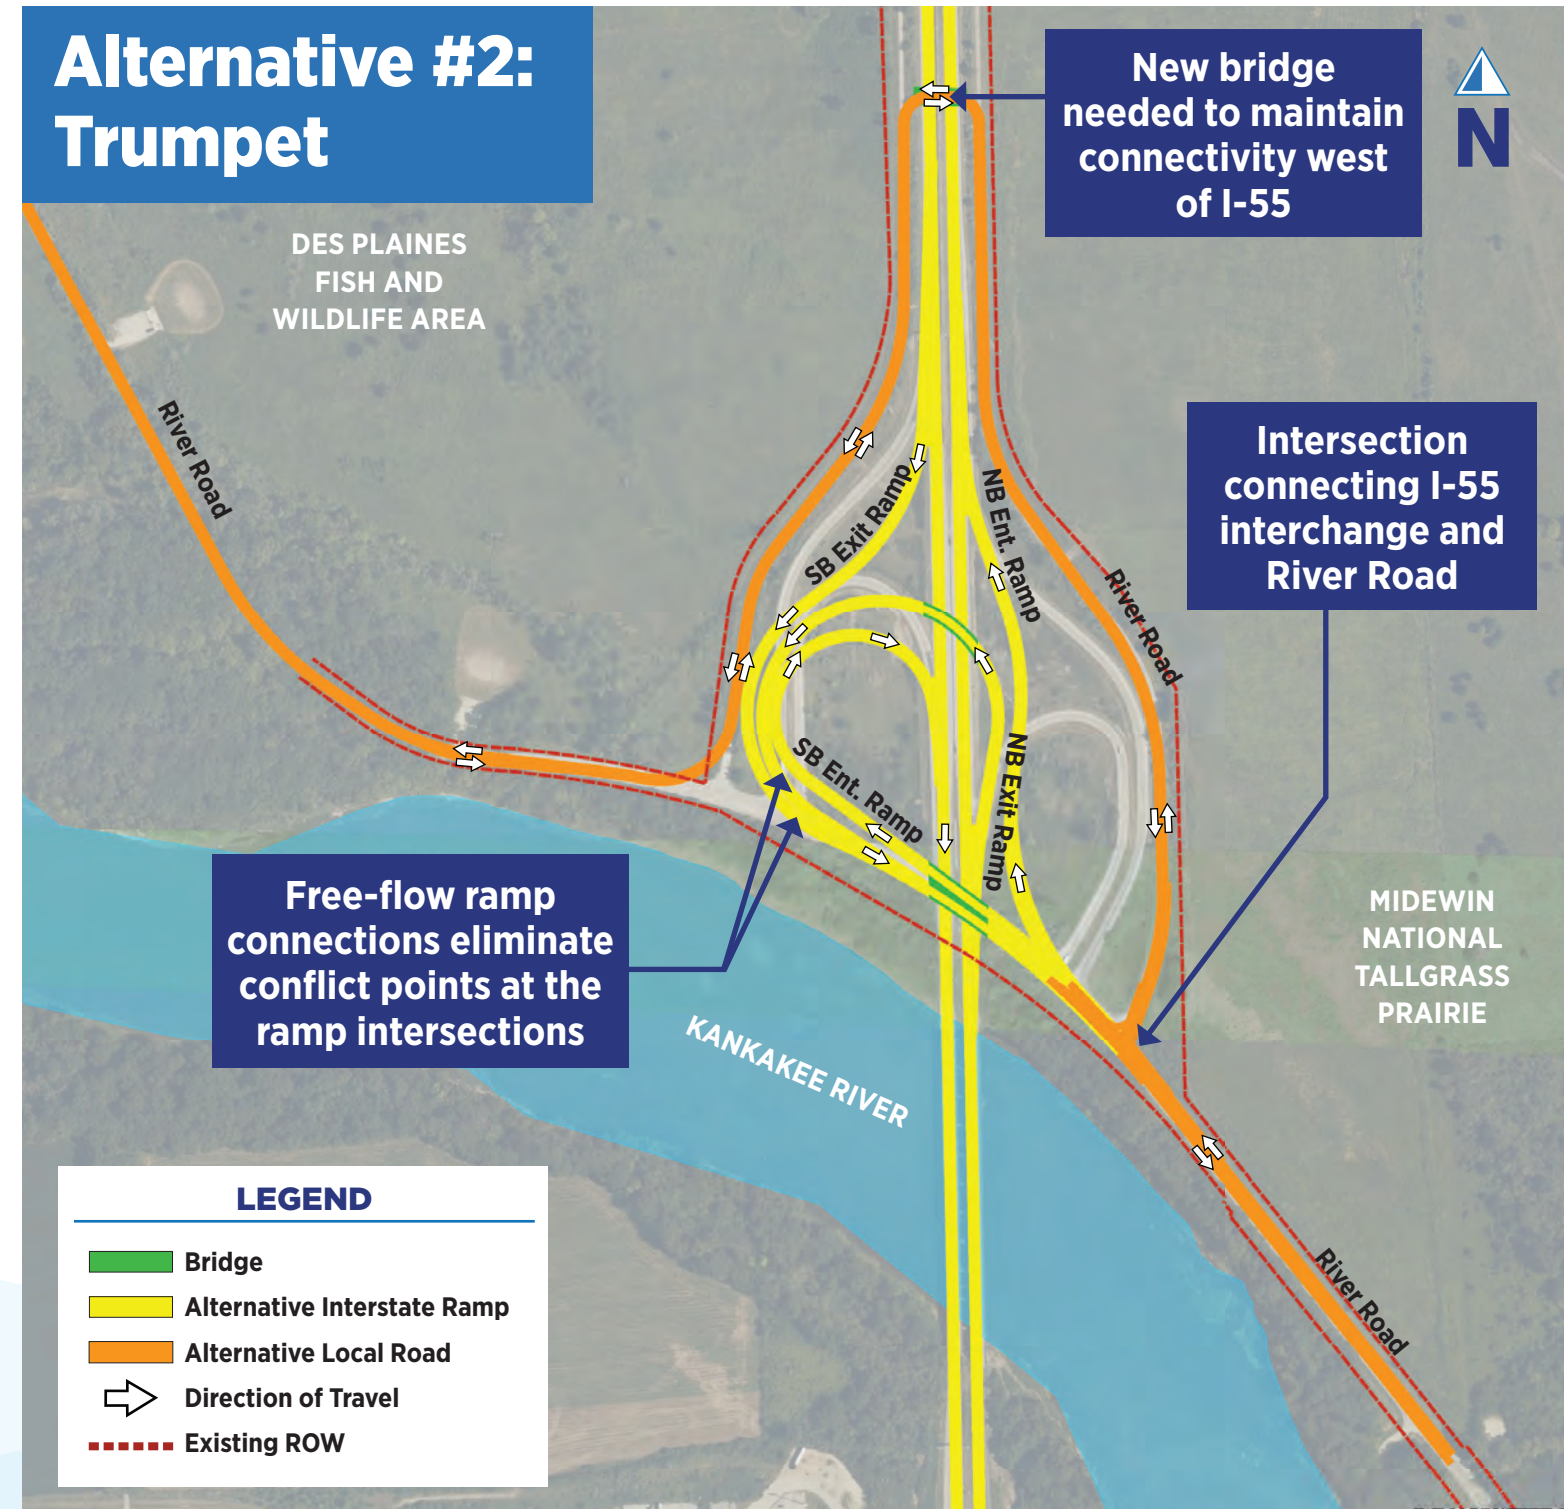 Alternative #2:
Trumpet
New bridge
needed to maintain
connectivity west
of I-55
N
DES PLAINES
FISH AND
WILDLIFE AREA
River Road
Intersection
connecting I-55
interchange and
River Road
SB Exit Ramp
NB Ent. Ramp
River Road
SB Ent. Ramp
NB Exit Ramp
Free-flow ramp
connections eliminate
conflict points at the
ramp intersections
MIDEWIN
NATIONAL
TALLGRASS
PRAIRIE
KANKAKEE RIVER
River Road
LEGEND
Bridge
Alternative Interstate Ramp
Alternative Local Road
Direction of Travel
Existing ROW